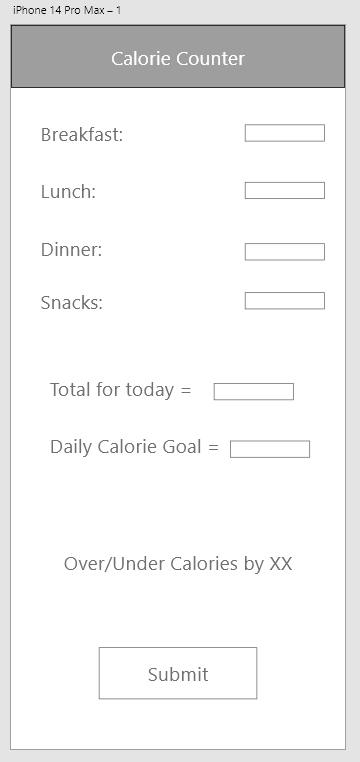 iPhone 14 Pro Max – 1
Calorie Counter
Breakfast:
Lunch:
Dinner:
Snacks:
Total for today =
Daily Calorie Goal =
Over/Under Calories by XX
Submit